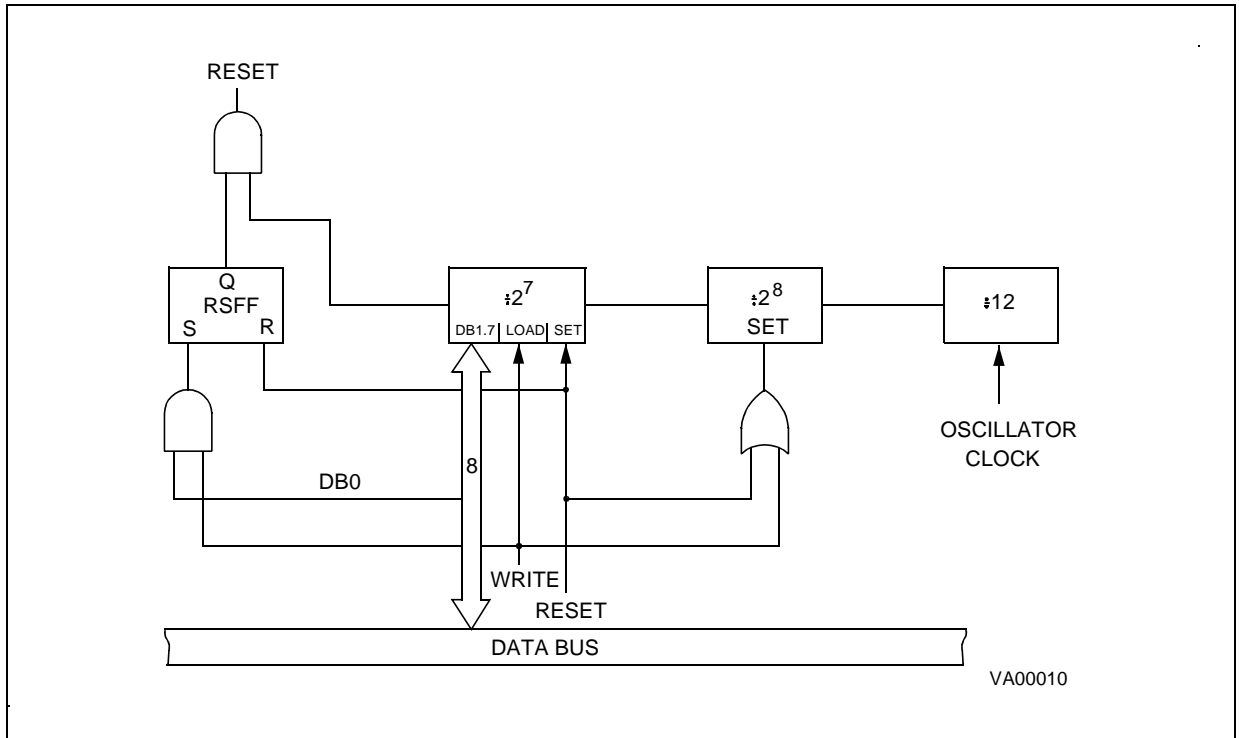 RESET
Q
RSFF
S R
÷2⁷
DB1.7 LOAD SET
÷2⁸
SET
÷12
OSCILLATOR
CLOCK
DB0
8
WRITE
RESET
DATA BUS
VA00010